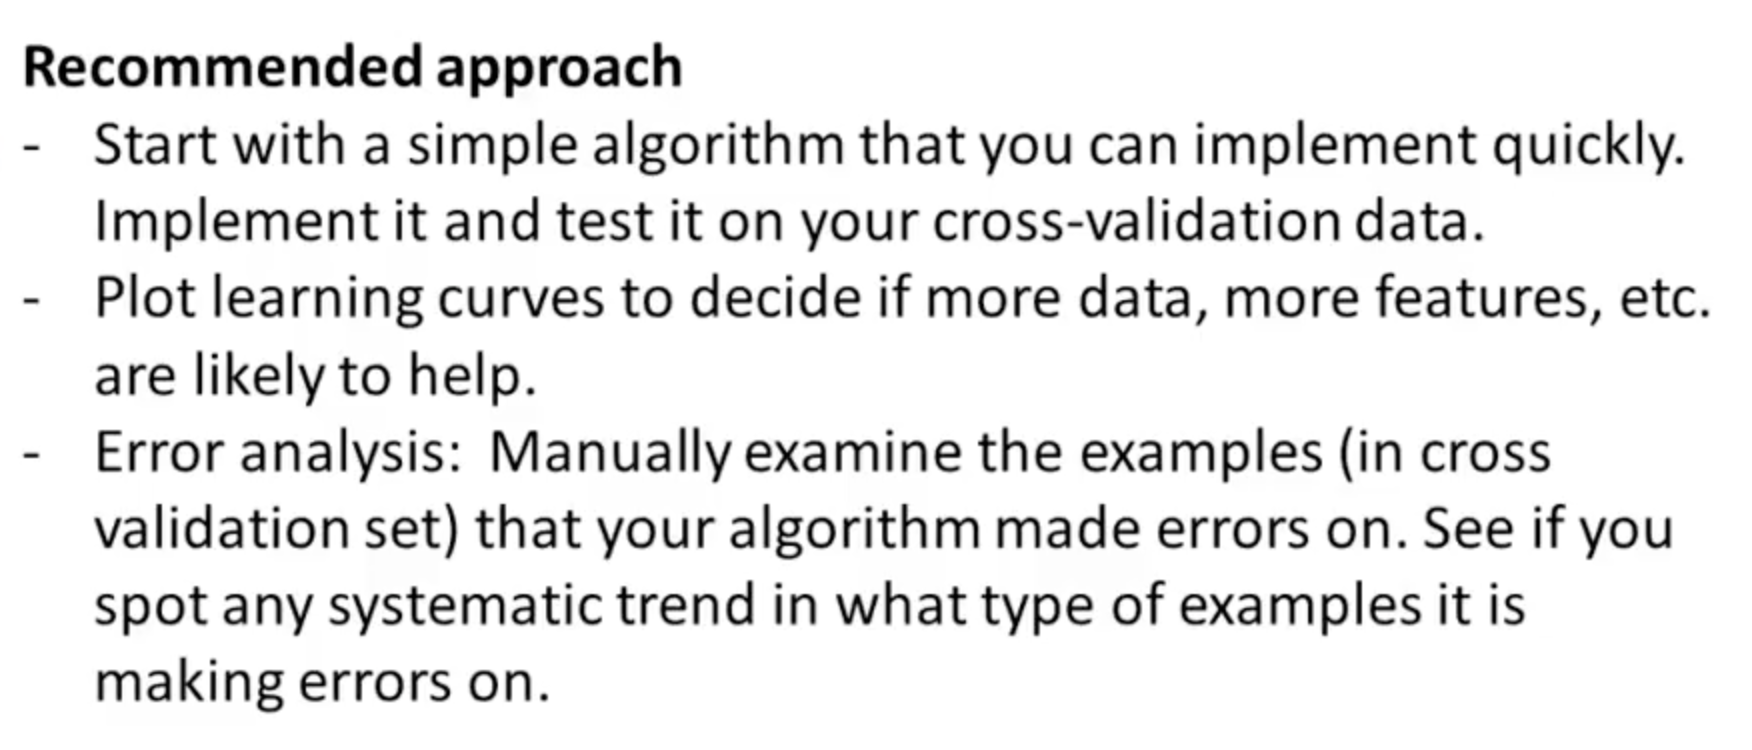 Recommended approach
- Start with a simple algorithm that you can implement quickly.
Implement it and test it on your cross-validation data.
- Plot learning curves to decide if more data, more features, etc.
are likely to help.
- Error analysis: Manually examine the examples (in cross
validation set) that your algorithm made errors on. See if you
spot any systematic trend in what type of examples it is
making errors on.